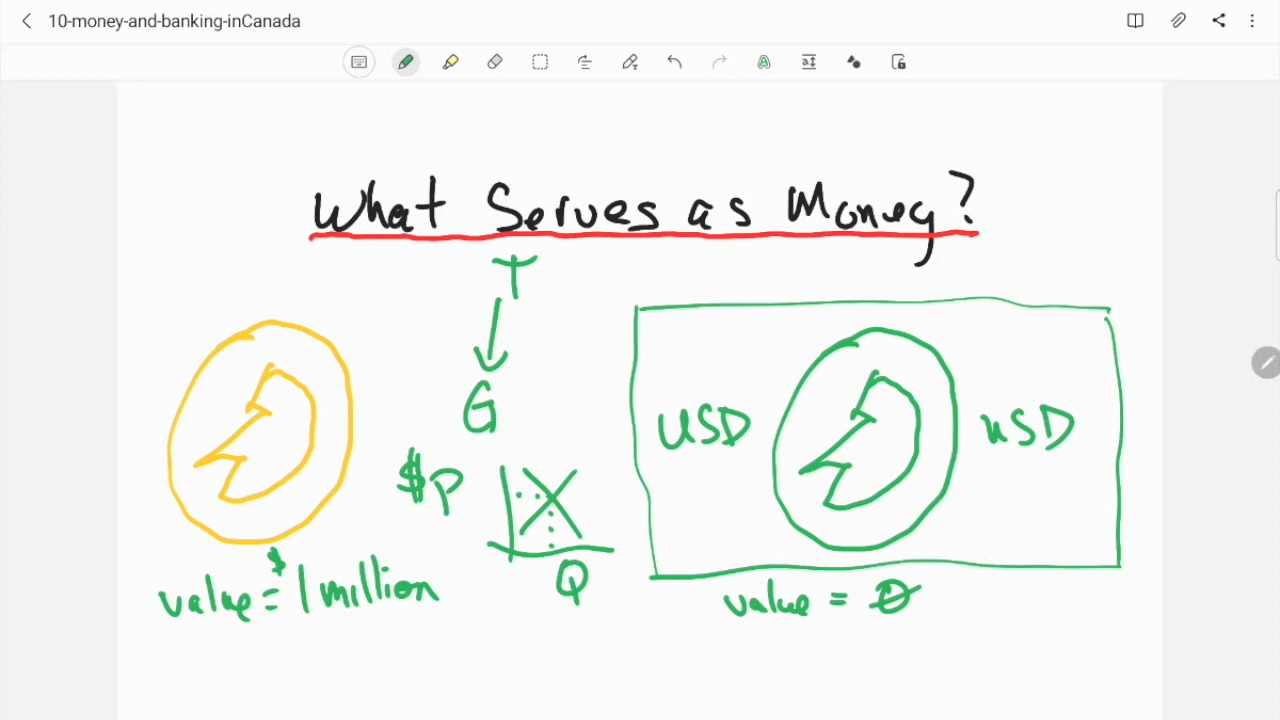 10-money-and-banking-inCanada
What Serves as Money?
T
G
USD USD
$P
Q
value = $1 million
value = 0